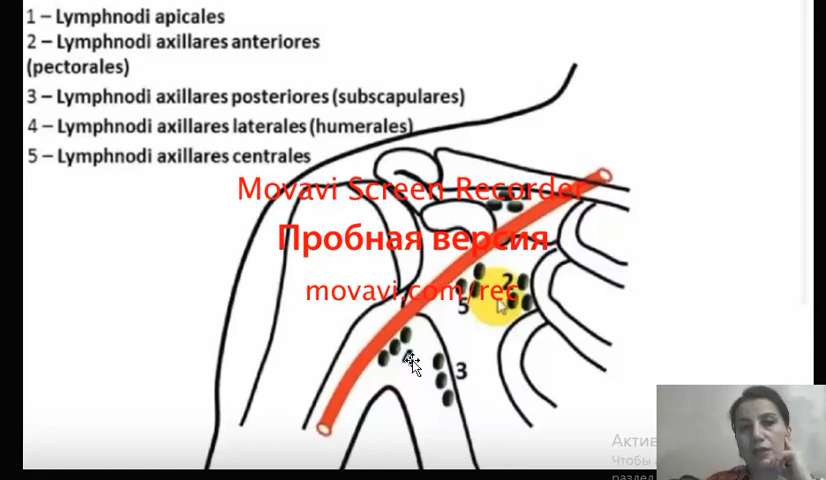 1 – Lymphnodi apicales
2 – Lymphnodi axillares anteriores
(pectorales)
3 – Lymphnodi axillares posteriores (subscapulares)
4 – Lymphnodi axillares laterales (humerales)
5 – Lymphnodi axillares centrales
Movavi Screen Recorder
Пробная версия
movavi.com/rec
2
5
3
Актив
Чтобы
раздел